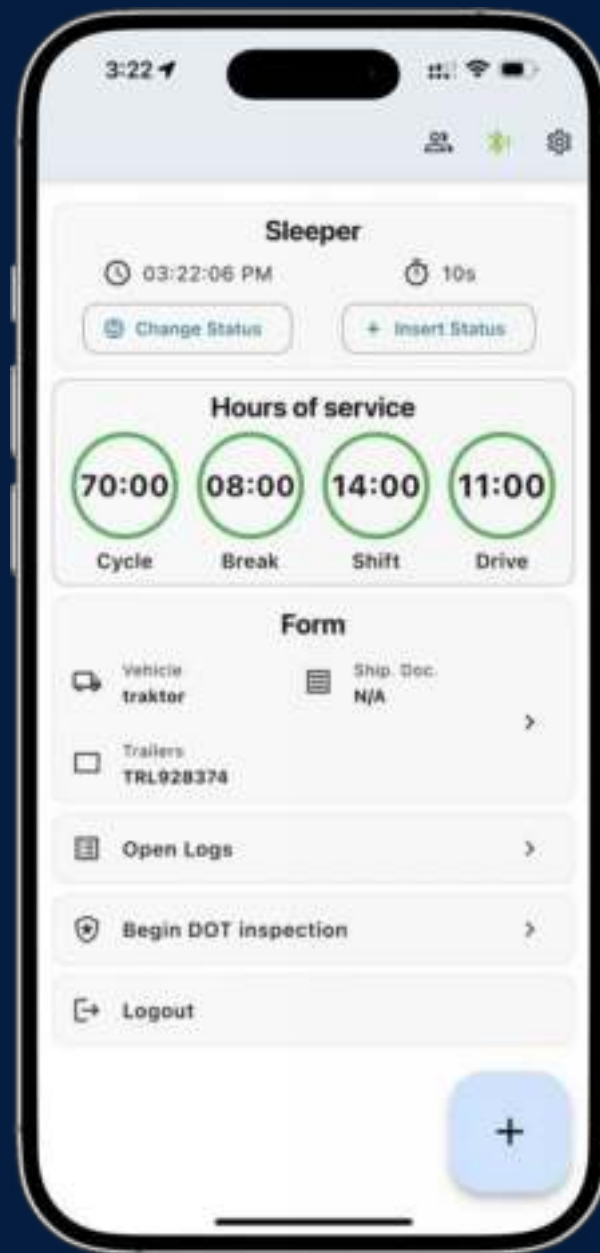 3:22
Sleeper
03:22:06 PM
10s
Change Status
+ Insert Status
Hours of service
70:00
08:00
14:00
11:00
Cycle
Break
Shift
Drive
Form
Vehicle
traktor
Ship. Doc.
N/A
Trailers
TRL928374
Open Logs
Begin DOT inspection
Logout
+